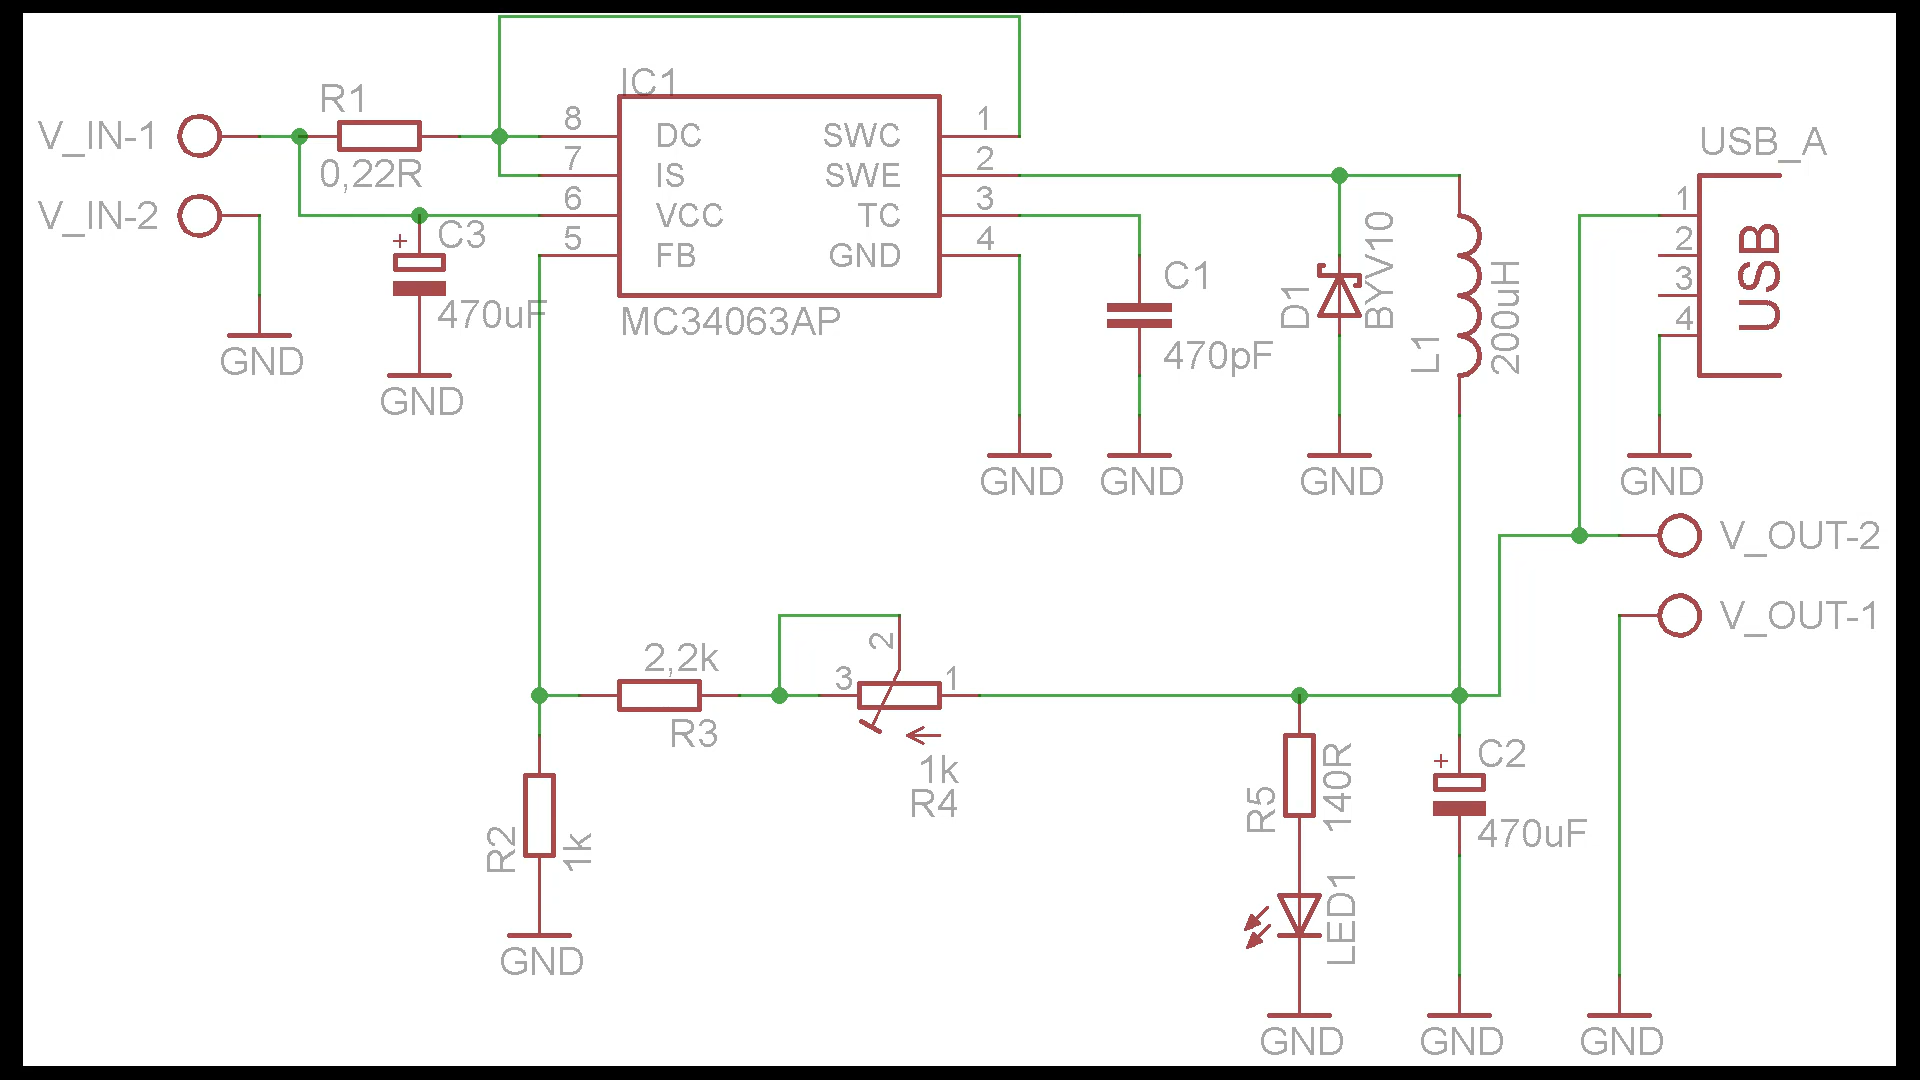 IC1
R1
V_IN-1
0,22R
V_IN-2
GND
+
C3
470uF
GND
8
7
6
5
DC
IS
VCC
FB
SWC
SWE
TC
GND
1
2
3
4
MC34063AP
GND
C1
470pF
GND
D1
BYV10
GND
L1
200uH
USB_A
1
2
3
4
USB
GND
V_OUT-2
V_OUT-1
2,2k
R3
3
2
1
1k
R4
R2
1k
GND
R5
140R
LED1
GND
+
C2
470uF
GND
GND